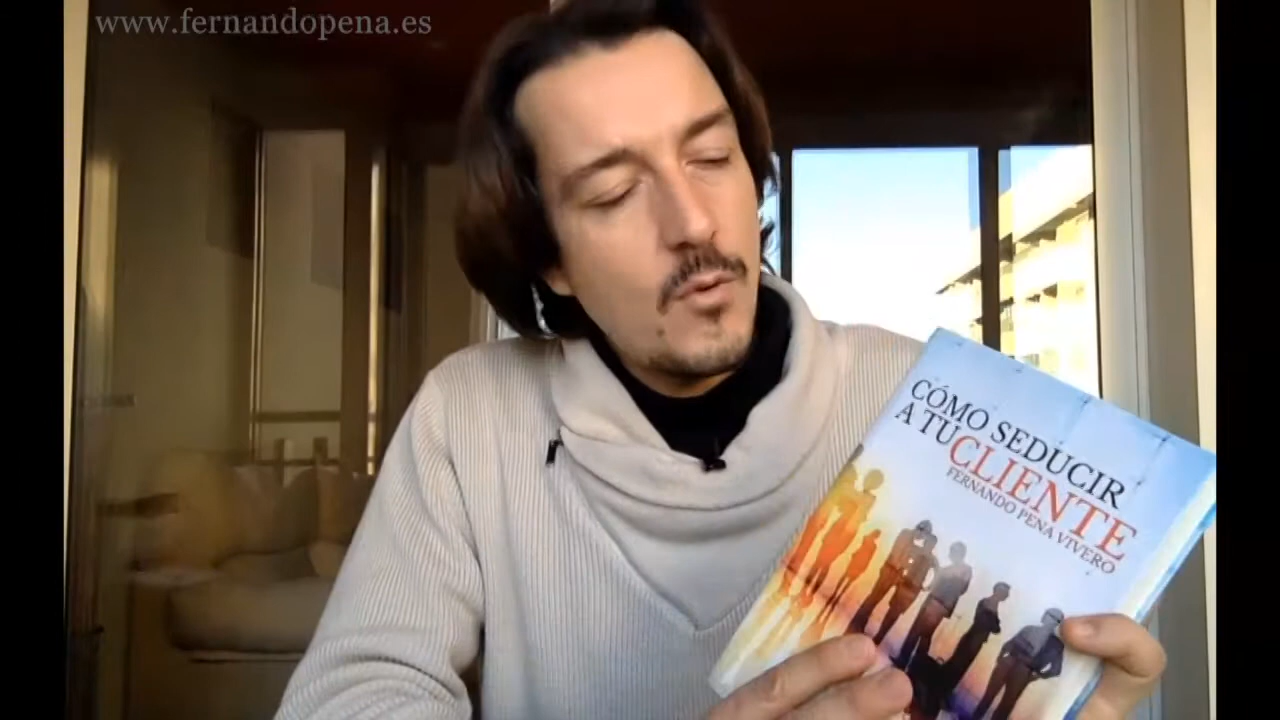 www.fernandopena.es
CÓMO SEDUCIR
A TU CLIENTE
FERNANDO PENA VIVERO